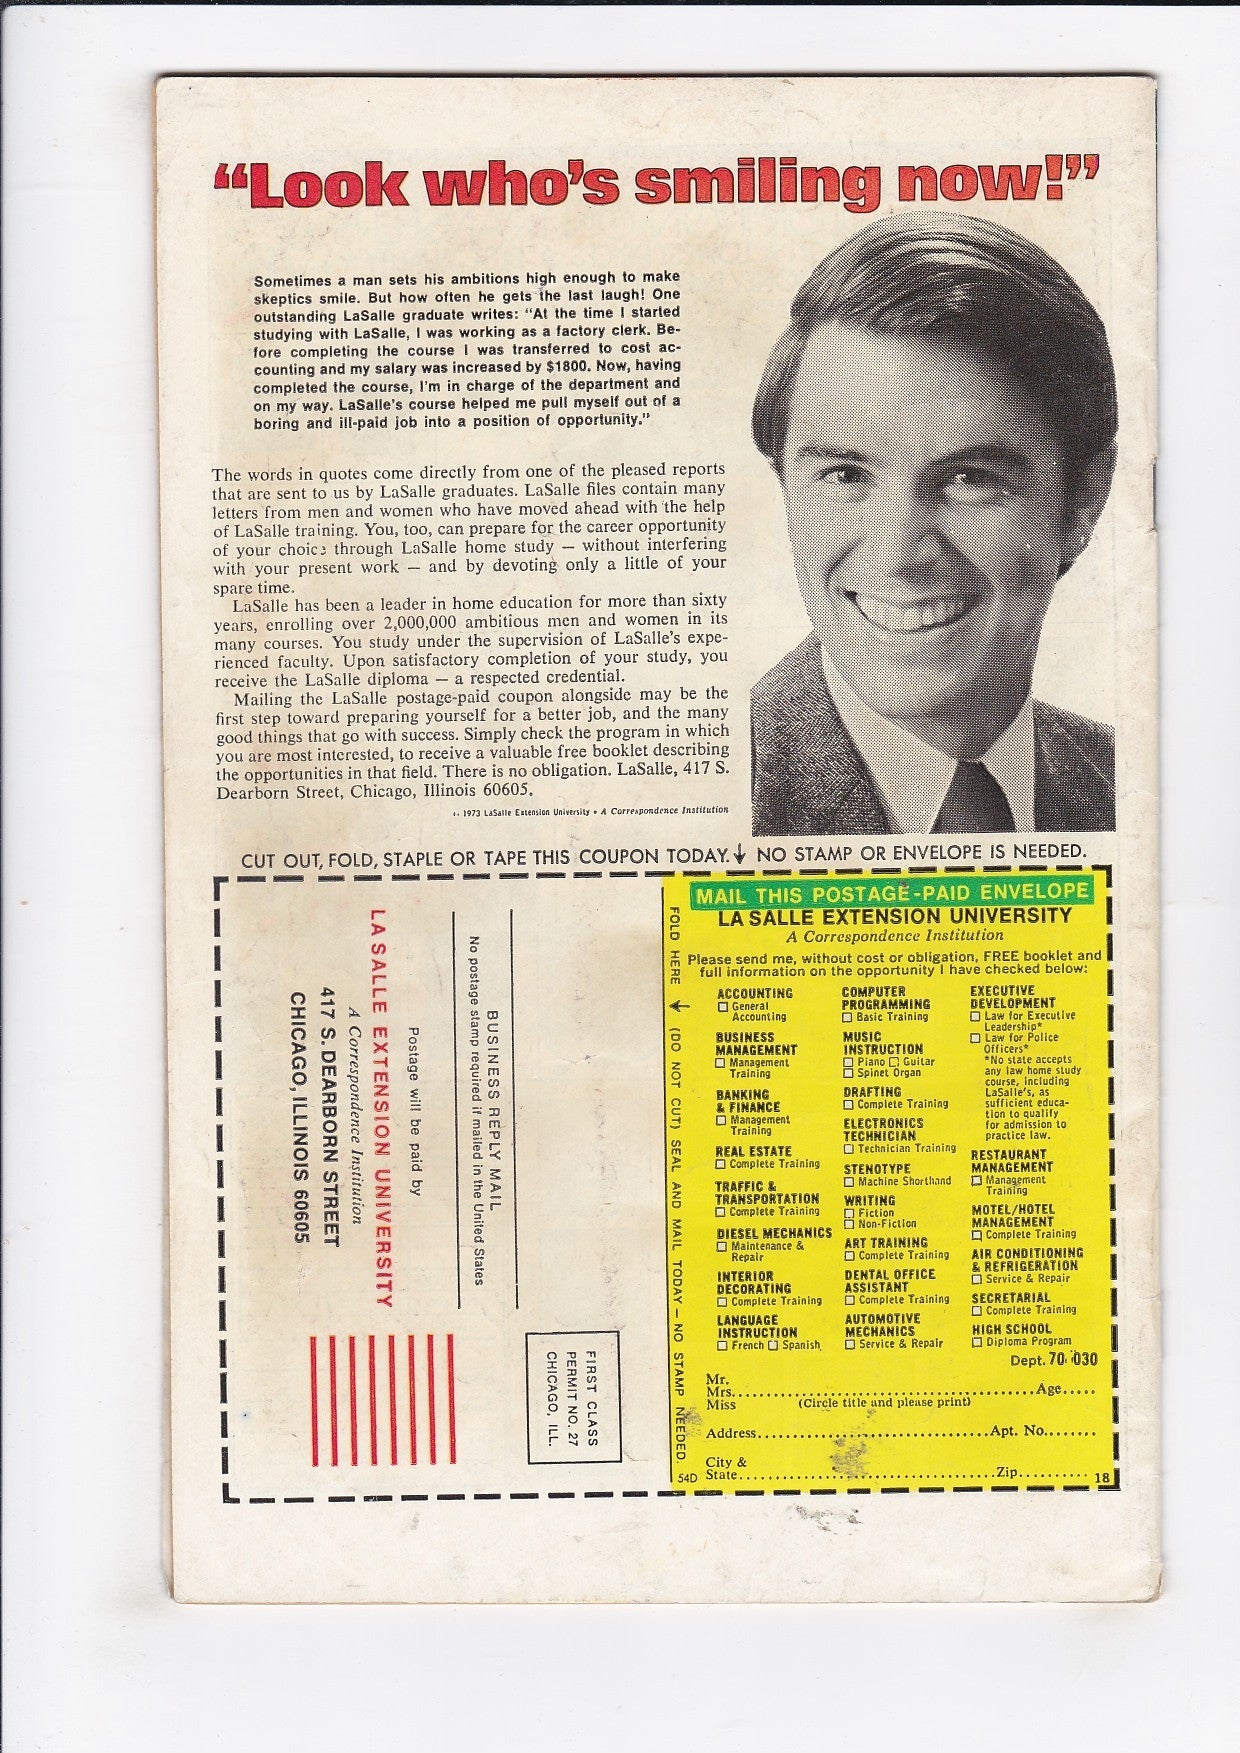 “Look who’s smiling now!”
Sometimes a man sets his ambitions high enough to make
skeptics smile. But how often he gets the last laugh! One
outstanding LaSalle graduate writes: “At the time I started
studying with LaSalle, I was working as a factory clerk. Be-
fore completing the course I was transferred to cost ac-
counting and my salary was increased by $1800. Now, having
completed the course, I’m in charge of the department and
on my way. LaSalle’s course helped me pull myself out of a
boring and ill-paid job into a position of opportunity.”
The words in quotes come directly from one of the pleased reports
that are sent to us by LaSalle graduates. LaSalle files contain many
letters from men and women who have moved ahead with the help
of LaSalle training. You, too, can prepare for the career opportunity
of your choice through LaSalle home study — without interfering
with your present work — and by devoting only a little of your
spare time.
LaSalle has been a leader in home education for more than sixty
years, enrolling over 2,000,000 ambitious men and women in its
many courses. You study under the supervision of LaSalle’s expe-
rienced faculty. Upon satisfactory completion of your study, you
receive the LaSalle diploma — a respected credential.
Mailing the LaSalle postage-paid coupon alongside may be the
first step toward preparing yourself for a better job, and the many
good things that go with success. Simply check the program in which
you are most interested, to receive a valuable free booklet describing
the opportunities in that field. There is no obligation. LaSalle, 417 S.
Dearborn Street, Chicago, Illinois 60605.
1973 LaSalle Extension University • A Correspondence Institution
CUT OUT, FOLD, STAPLE OR TAPE THIS COUPON TODAY.↓ NO STAMP OR ENVELOPE IS NEEDED.
FIRST CLASS
PERMIT NO. 27
CHICAGO, ILL.
BUSINESS REPLY MAIL
No postage stamp required if mailed in the United States
Postage will be paid by
LA SALLE EXTENSION UNIVERSITY
A Correspondence Institution
417 S. DEARBORN STREET
CHICAGO, ILLINOIS 60605
FOLD HERE ↓ (DO NOT CUT) SEAL AND MAIL TODAY — NO STAMP NEEDED.
MAIL THIS POSTAGE-PAID ENVELOPE
LA SALLE EXTENSION UNIVERSITY
A Correspondence Institution
Please send me, without cost or obligation, FREE booklet and
full information on the opportunity I have checked below:
ACCOUNTING
☐ General
Accounting
BUSINESS
MANAGEMENT
☐ Management
Training
BANKING
& FINANCE
☐ Management
Training
REAL ESTATE
☐ Complete Training
TRAFFIC &
TRANSPORTATION
☐ Complete Training
DIESEL MECHANICS
☐ Maintenance &
Repair
INTERIOR
DECORATING
☐ Complete Training
LANGUAGE
INSTRUCTION
☐ French ☐ Spanish
COMPUTER
PROGRAMMING
☐ Basic Training
MUSIC
INSTRUCTION
☐ Piano ☐ Guitar
☐ Spinet Organ
DRAFTING
☐ Complete Training
ELECTRONICS
TECHNICIAN
☐ Technician Training
STENOTYPE
☐ Machine Shorthand
WRITING
☐ Fiction
☐ Non-Fiction
ART TRAINING
☐ Complete Training
DENTAL OFFICE
ASSISTANT
☐ Complete Training
AUTOMOTIVE
MECHANICS
☐ Service & Repair
EXECUTIVE
DEVELOPMENT
☐ Law for Executive
Leadership*
☐ Law for Police
Officers*
*No state accepts
any law home study
course, including
LaSalle’s, as
sufficient educa-
tion to qualify
for admission to
practice law.
RESTAURANT
MANAGEMENT
☐ Management
Training
MOTEL/HOTEL
MANAGEMENT
☐ Complete Training
AIR CONDITIONING
& REFRIGERATION
☐ Service & Repair
SECRETARIAL
☐ Complete Training
HIGH SCHOOL
☐ Diploma Program
Dept. 70-030
Mr.
Mrs. Age
Miss (Circle title and please print)
Address Apt. No.
City &
State Zip
54D 18